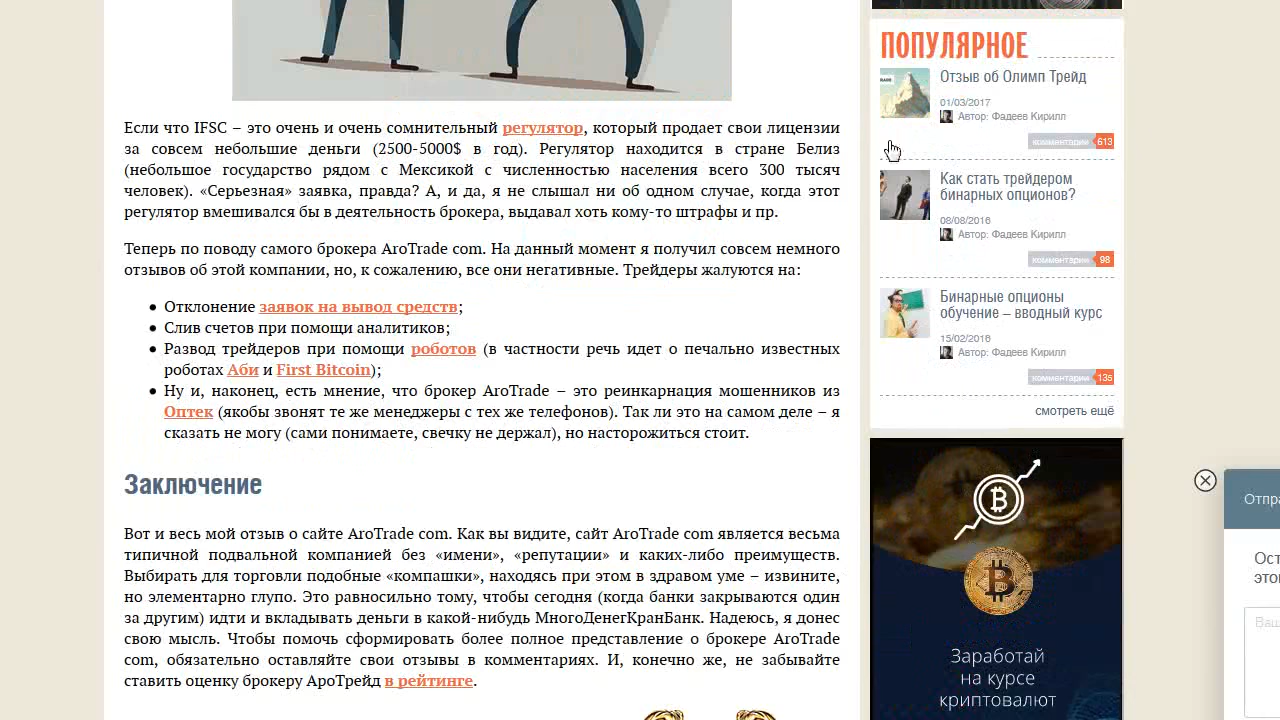 Если что IFSC – это очень и очень сомнительный регулятор, который продает свои лицензии
за совсем небольшие деньги (2500-5000$ в год). Регулятор находится в стране Белиз
(небольшое государство рядом с Мексикой с численностью населения всего 300 тысяч
человек). «Серьезная» заявка, правда? А, и да, я не слышал ни об одном случае, когда этот
регулятор вмешивался бы в деятельность брокера, выдавал хоть кому-то штрафы и пр.
Теперь по поводу самого брокера AroTrade com. На данный момент я получил совсем немного
отзывов об этой компании, но, к сожалению, все они негативные. Трейдеры жалуются на:
● Отклонение заявок на вывод средств;
● Слив счетов при помощи аналитиков;
● Развод трейдеров при помощи роботов (в частности речь идет о печально известных
роботах Аби и First Bitcoin);
● Ну и, наконец, есть мнение, что брокер AroTrade – это реинкарнация мошенников из
Оптек (якобы звонят те же менеджеры с тех же телефонов). Так ли это на самом деле – я
сказать не могу (сами понимаете, свечку не держал), но насторожиться стоит.
Заключение
Вот и весь мой отзыв о сайте AroTrade com. Как вы видите, сайт AroTrade com является весьма
типичной подвальной компанией без «имени», «репутации» и каких-либо преимуществ.
Выбирать для торговли подобные «компашки», находясь при этом в здравом уме – извините,
но элементарно глупо. Это равносильно тому, чтобы сегодня (когда банки закрываются один
за другим) идти и вкладывать деньги в какой-нибудь МногоДенегКранБанк. Надеюсь, я донес
свою мысль. Чтобы помочь сформировать более полное представление о брокере AroTrade
com, обязательно оставляйте свои отзывы в комментариях. И, конечно же, не забывайте
ставить оценку брокеру АроТрейд в рейтинге.
ПОПУЛЯРНОЕ
Отзыв об Олимп Трейд
01/03/2017
Автор: Фадеев Кирилл
комментарии 613
Как стать трейдером
бинарных опционов?
08/08/2016
Автор: Фадеев Кирилл
комментарии 98
Бинарные опционы
обучение – вводный курс
15/02/2016
Автор: Фадеев Кирилл
комментарии 135
смотреть ещё
Заработай
на курсе
криптовалют
Отпра
Ост
этог
Ваш